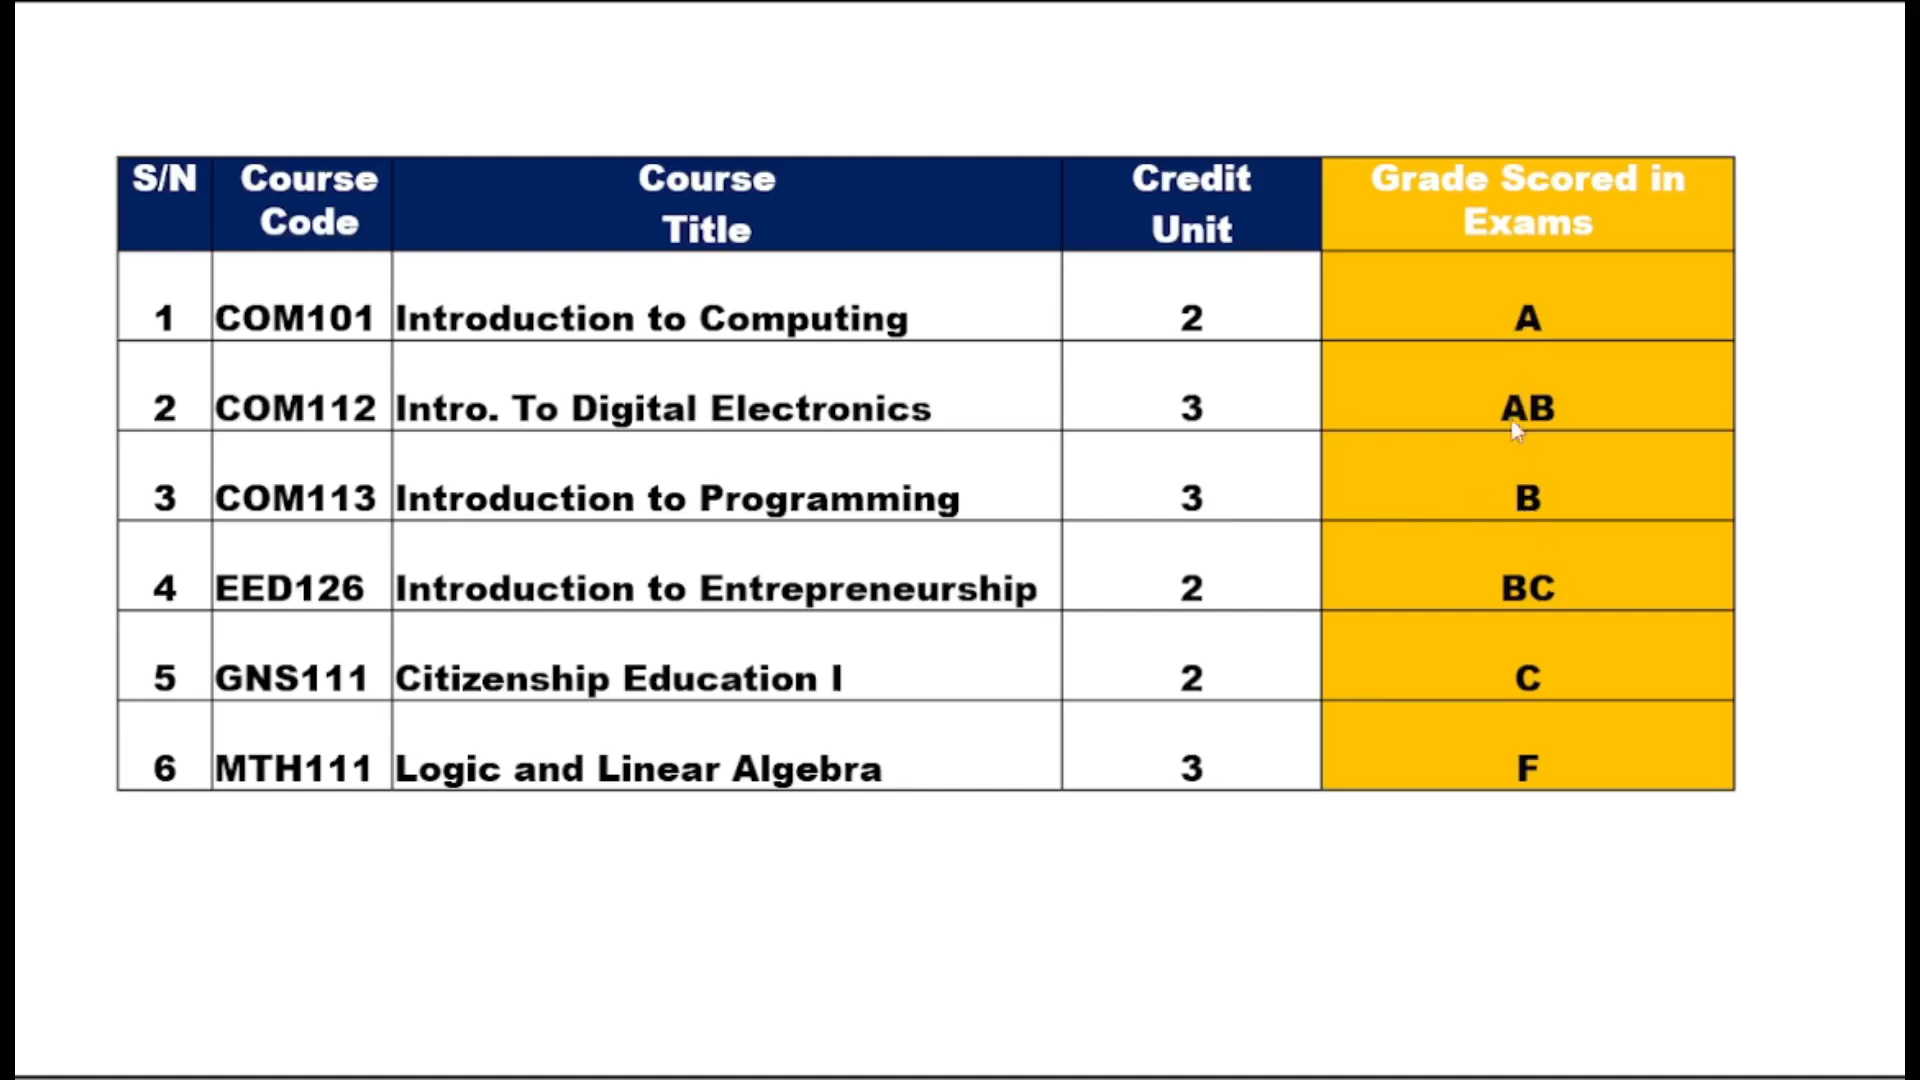 S/N Course Code Course Title Credit Unit Grade Scored in Exams
1 COM101 Introduction to Computing 2 A
2 COM112 Intro. To Digital Electronics 3 AB
3 COM113 Introduction to Programming 3 B
4 EED126 Introduction to Entrepreneurship 2 BC
5 GNS111 Citizenship Education I 2 C
6 MTH111 Logic and Linear Algebra 3 F